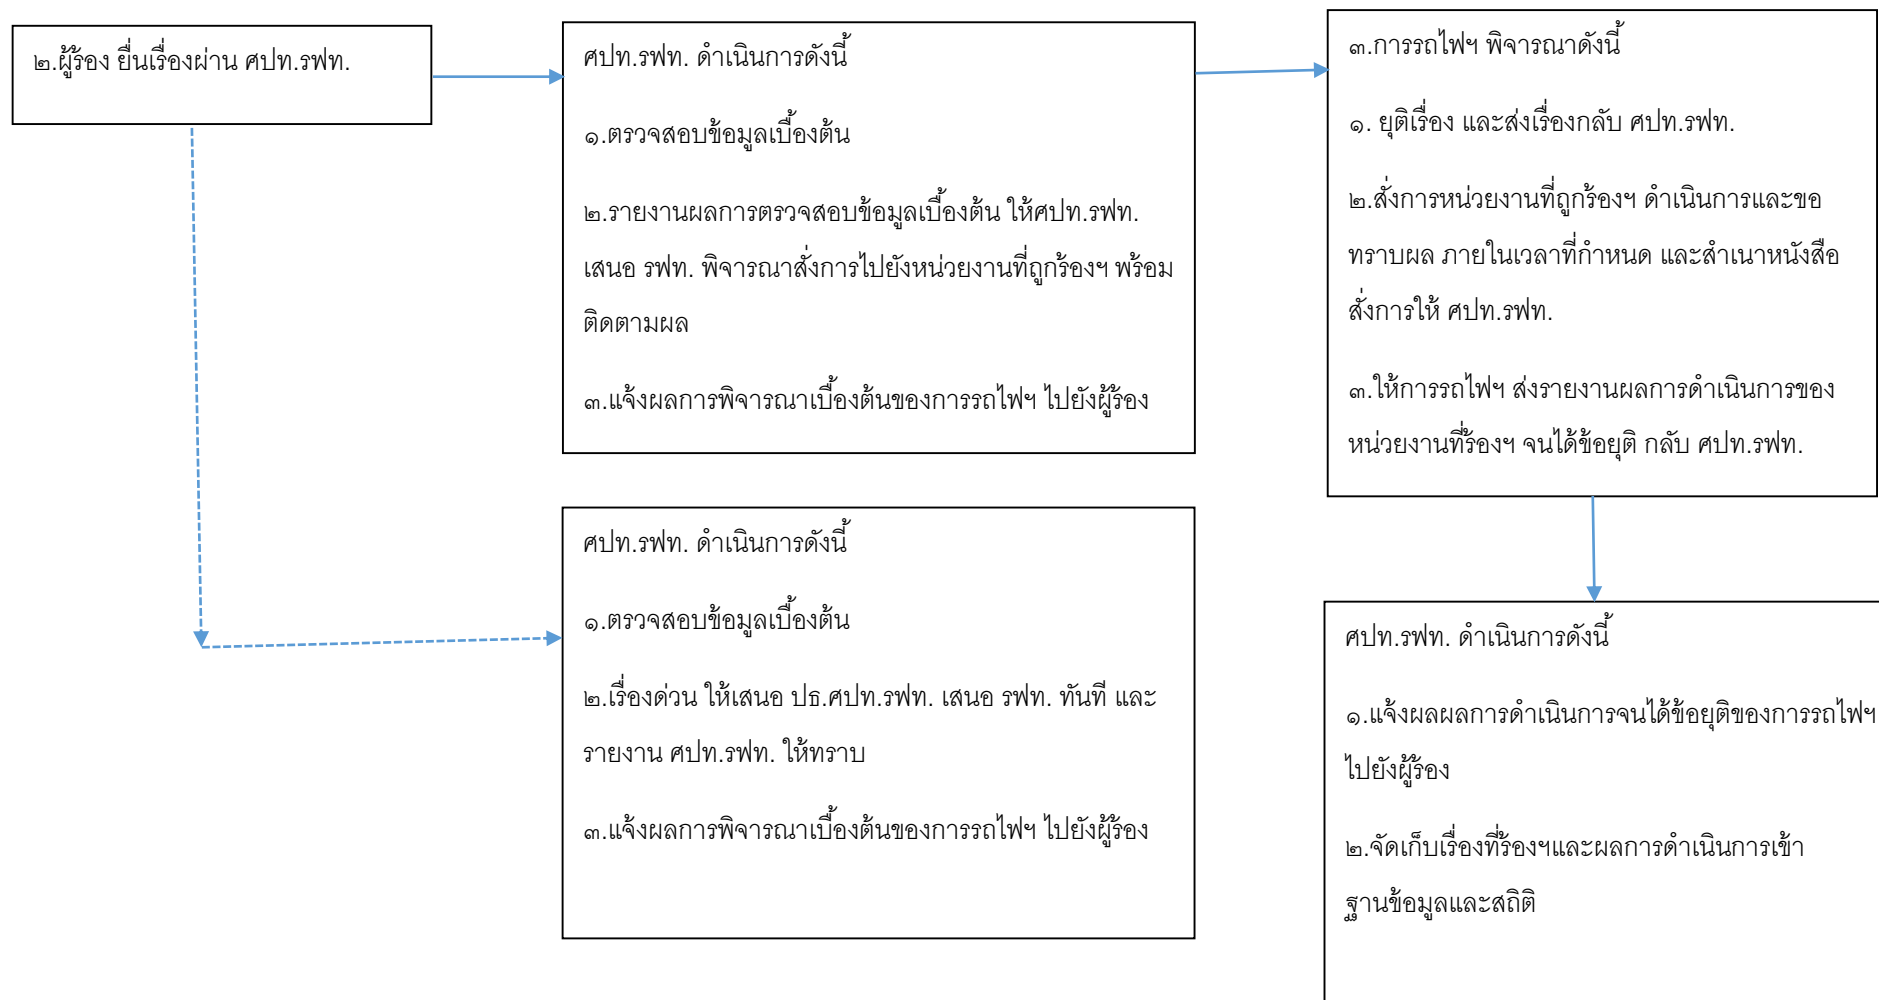 ๒.ผู้ร้อง ยื่นเรื่องผ่าน ศปท.รฟท.
ศปท.รฟท. ดำเนินการดังนี้
๑.ตรวจสอบข้อมูลเบื้องต้น
๒.รายงานผลการตรวจสอบข้อมูลเบื้องต้น ให้ศปท.รฟท.
เสนอ รฟท. พิจารณาสั่งการไปยังหน่วยงานที่ถูกร้องฯ พร้อม
ติดตามผล
๓.แจ้งผลการพิจารณาเบื้องต้นของการรถไฟฯ ไปยังผู้ร้อง
๓.การรถไฟฯ พิจารณาดังนี้
๑. ยุติเรื่อง และส่งเรื่องกลับ ศปท.รฟท.
๒.สั่งการหน่วยงานที่ถูกร้องฯ ดำเนินการและขอ
ทราบผล ภายในเวลาที่กำหนด และสำเนาหนังสือ
สั่งการให้ ศปท.รฟท.
๓.ให้การรถไฟฯ ส่งรายงานผลการดำเนินการของ
หน่วยงานที่ร้องฯ จนได้ข้อยุติ กลับ ศปท.รฟท.
ศปท.รฟท. ดำเนินการดังนี้
๑.ตรวจสอบข้อมูลเบื้องต้น
๒.เรื่องด่วน ให้เสนอ ปธ.ศปท.รฟท. เสนอ รฟท. ทันที และ
รายงาน ศปท.รฟท. ให้ทราบ
๓.แจ้งผลการพิจารณาเบื้องต้นของการรถไฟฯ ไปยังผู้ร้อง
ศปท.รฟท. ดำเนินการดังนี้
๑.แจ้งผลผลการดำเนินการจนได้ข้อยุติของการรถไฟฯ
ไปยังผู้ร้อง
๒.จัดเก็บเรื่องที่ร้องฯและผลการดำเนินการเข้า
ฐานข้อมูลและสถิติ